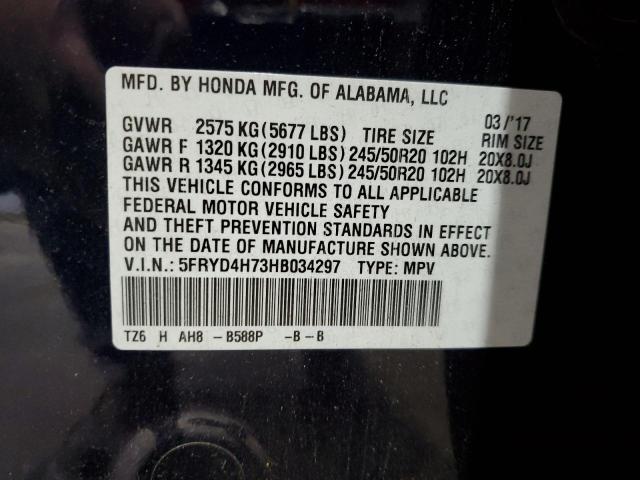 MFD. BY HONDA MFG. OF ALABAMA, LLC
03/'17
GVWR 2575 KG(5677 LBS) TIRE SIZE RIM SIZE
GAWR F 1320 KG(2910 LBS)245/50R20 102H 20X8.0J
GAWR R 1345 KG(2965 LBS)245/50R20 102H 20X8.0J
THIS VEHICLE CONFORMS TO ALL APPLICABLE
FEDERAL MOTOR VEHICLE SAFETY
AND THEFT PREVENTION STANDARDS IN EFFECT
ON THE DATE OF MANUFACTURE SHOWN ABOVE.
V.I.N.: 5FRYD4H73HB034297 TYPE: MPV
TZ6 H AH8 - B588P -B - B